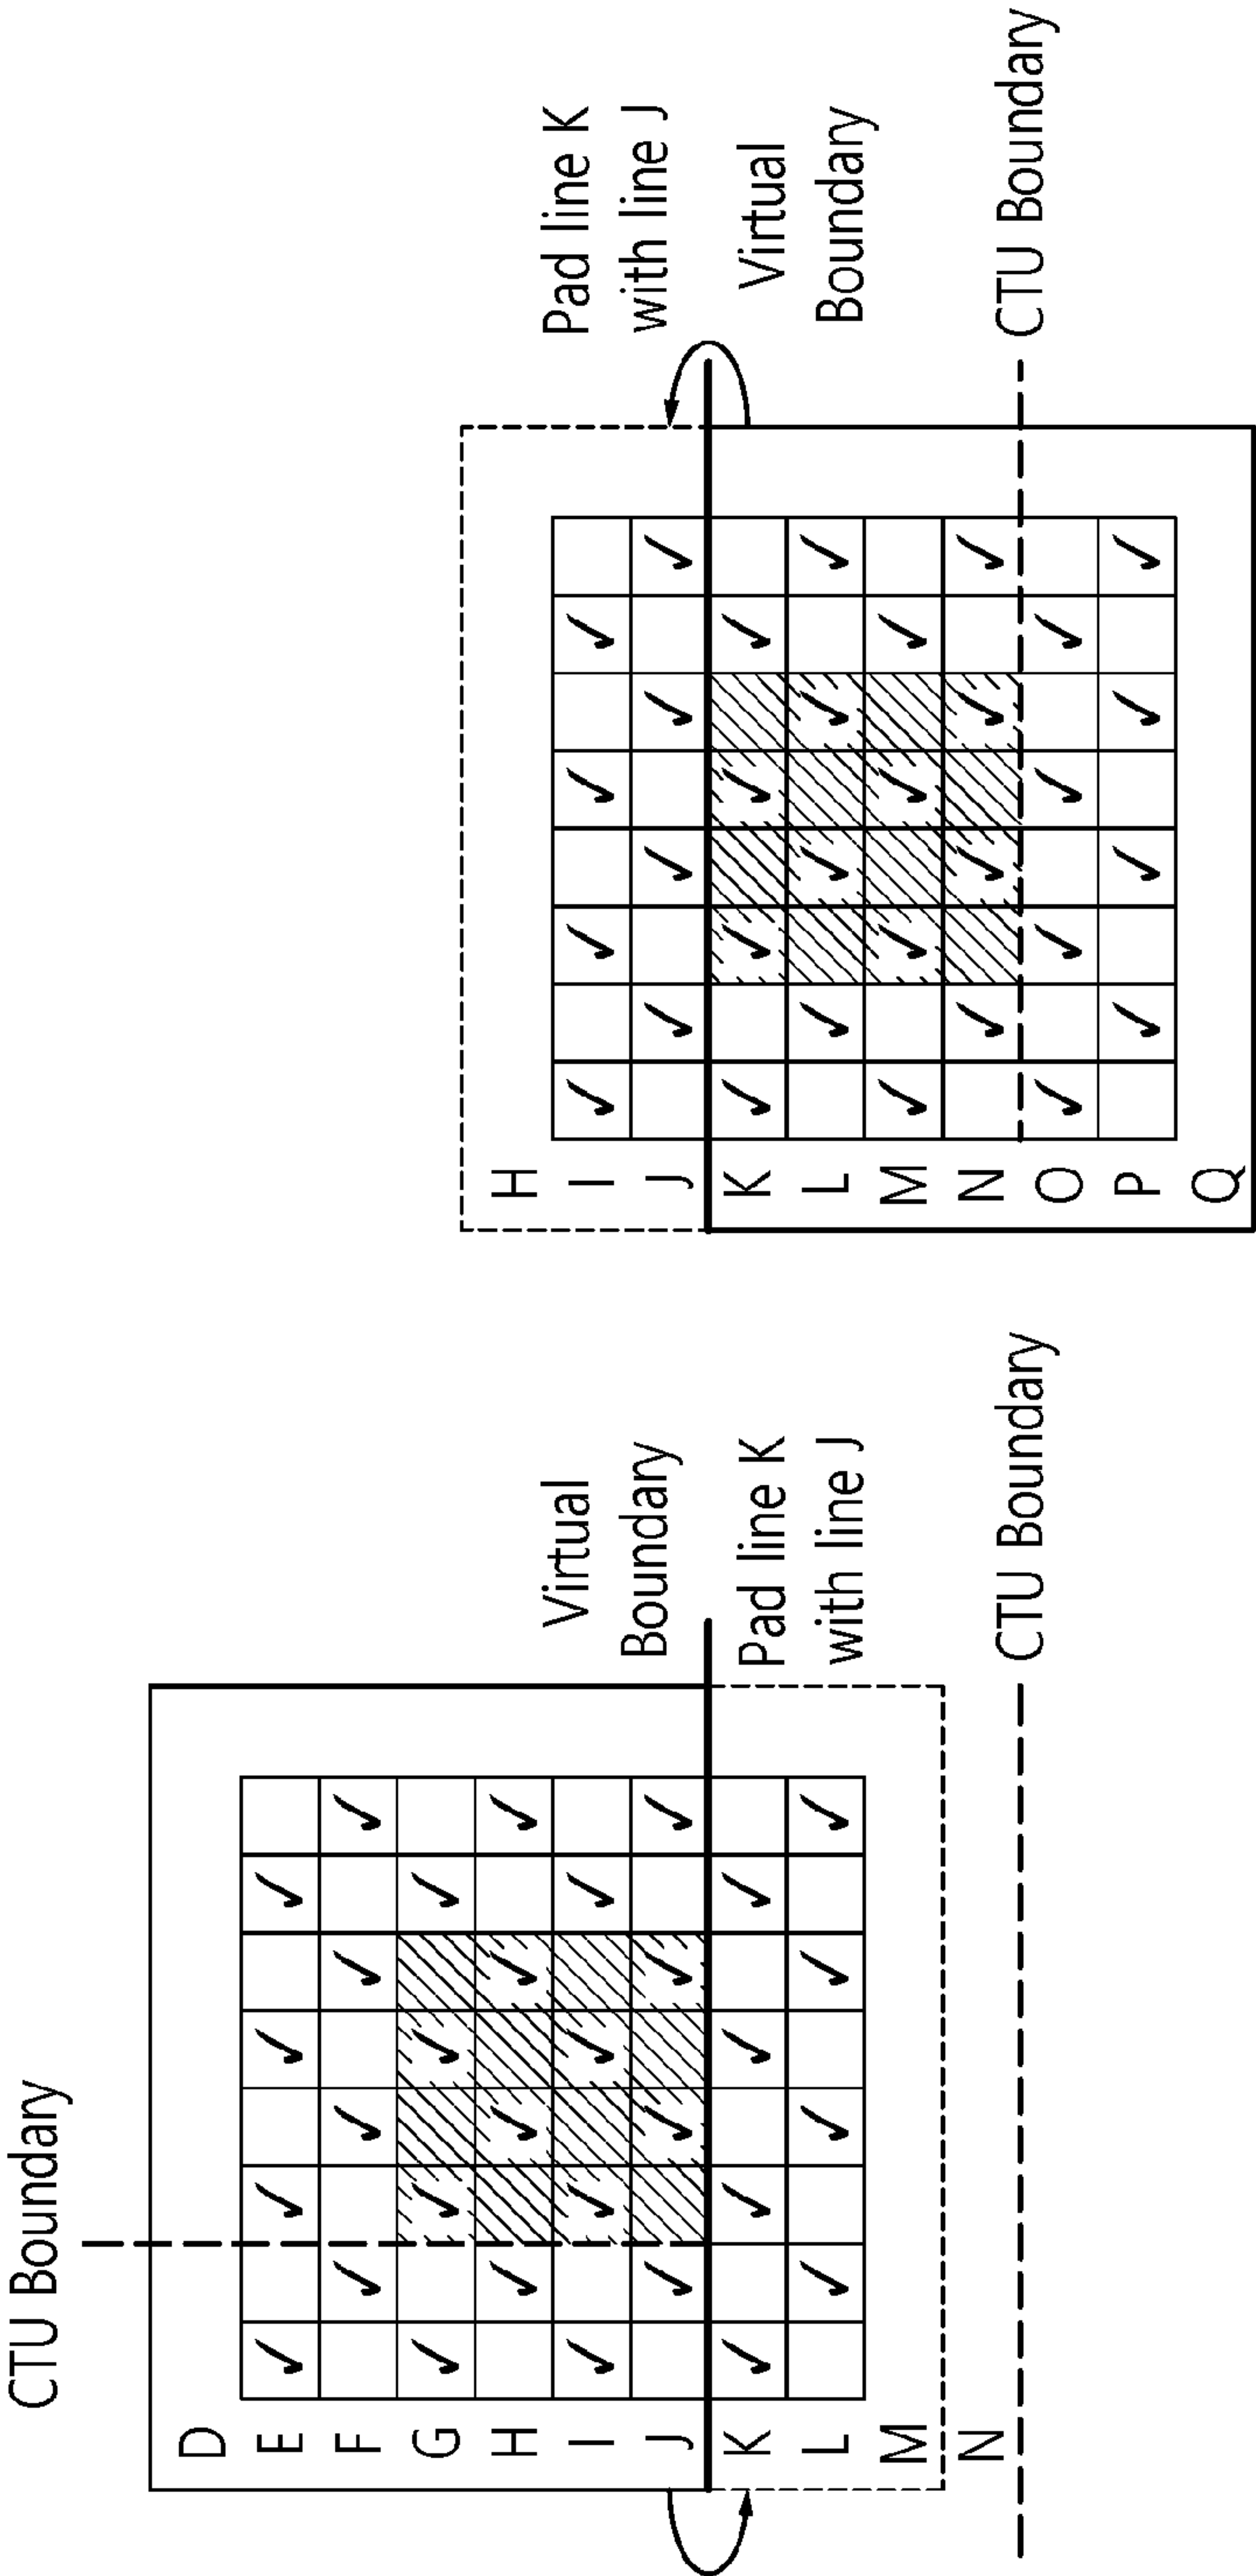 CTU Boundary
D
E
F
G
H
I
J
K
L
M
N
Virtual
Boundary
Pad line K
with line J
CTU Boundary
H
I
J
K
L
M
N
O
P
Q
Pad line K
with line J
Virtual
Boundary
CTU Boundary